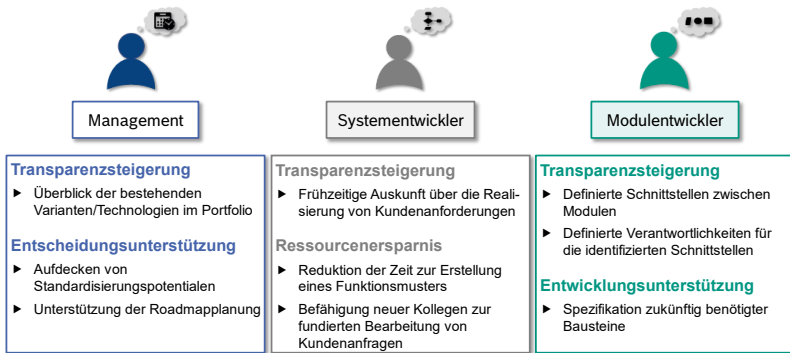 Management
Transparenzsteigerung
► Überblick der bestehenden
Varianten/Technologien im Portfolio
Entscheidungsunterstützung
► Aufdecken von
Standardisierungspotentialen
► Unterstützung der Roadmapplanung
Systementwickler
Transparenzsteigerung
► Frühzeitige Auskunft über die Reali-
sierung von Kundenanforderungen
Ressourcenersparnis
► Reduktion der Zeit zur Erstellung
eines Funktionsmusters
► Befähigung neuer Kollegen zur
fundierten Bearbeitung von
Kundenanfragen
Modulentwickler
Transparenzsteigerung
► Definierte Schnittstellen zwischen
Modulen
► Definierte Verantwortlichkeiten für
die identifizierten Schnittstellen
Entwicklungsunterstützung
► Spezifikation zukünftig benötigter
Bausteine